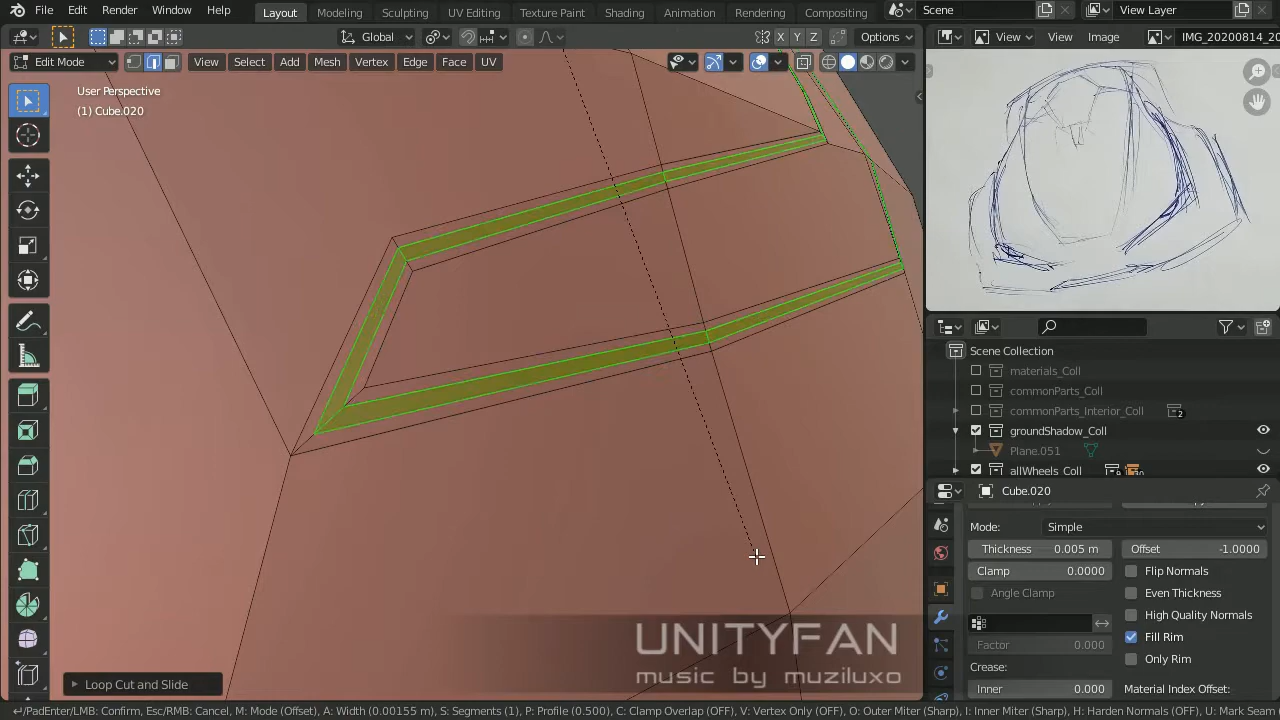 File Edit Render Window Help Layout Modeling Sculpting UV Editing Texture Paint Shading Animation Rendering Compositing Scene View Layer
Global X Y Z Options View Image IMG_20200814_20
Edit Mode View Select Add Mesh Vertex Edge Face UV
User Perspective
(1) Cube.020
Scene Collection
materials_Coll
commonParts_Coll
commonParts_Interior_Coll 2
groundShadow_Coll
Plane.051
allWheels_Coll
Cube.020
Mode: Simple
Thickness 0.005 m Offset -1.0000
Clamp 0.0000 Flip Normals
Angle Clamp Even Thickness
High Quality Normals
Fill Rim
Factor 0.000
Only Rim
Crease:
Inner 0.000 Material Index Offset:
UNITYFAN
music by muziluxo
Loop Cut and Slide
↵/PadEnter/LMB: Confirm, Esc/RMB: Cancel, M: Mode (Offset), A: Width (0.00155 m), S: Segments (1), P: Profile (0.500), C: Clamp Overlap (OFF), V: Vertex Only (OFF), O: Outer Miter (Sharp), I: Inner Miter (Sharp), H: Harden Normals (OFF), U: Mark Seam